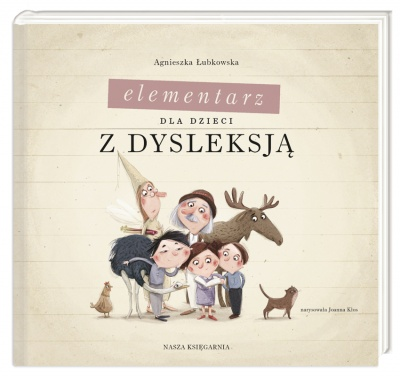 Agnieszka Łubkowska
elementarz
DLA DZIECI
Z DYSLEKSJĄ
narysowała Joanna Kłos
NASZA KSIĘGARNIA